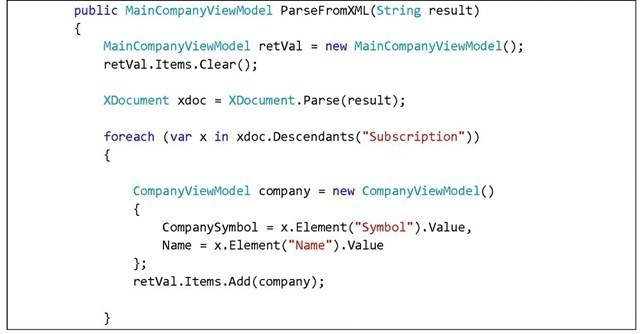 public MainCompanyViewModel ParseFromXML(String result)
{
MainCompanyViewModel retVal = new MainCompanyViewModel();
retVal.Items.Clear();
XDocument xdoc = XDocument.Parse(result);
foreach (var x in xdoc.Descendants("Subscription"))
{
CompanyViewModel company = new CompanyViewModel()
{
CompanySymbol = x.Element("Symbol").Value,
Name = x.Element("Name").Value
};
retVal.Items.Add(company);
}